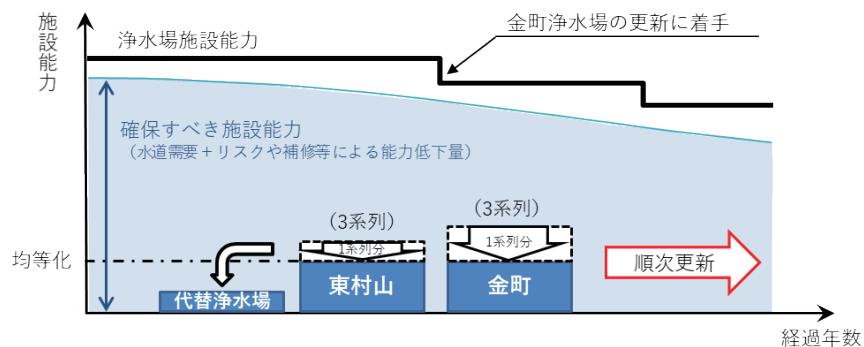 施設能力
浄水場施設能力
金町浄水場の更新に着手
確保すべき施設能力
（水道需要＋リスクや補修等による能力低下量）
（3系列）
（3系列）
1系列分
1系列分
均等化
代替浄水場
東村山
金町
順次更新
経過年数